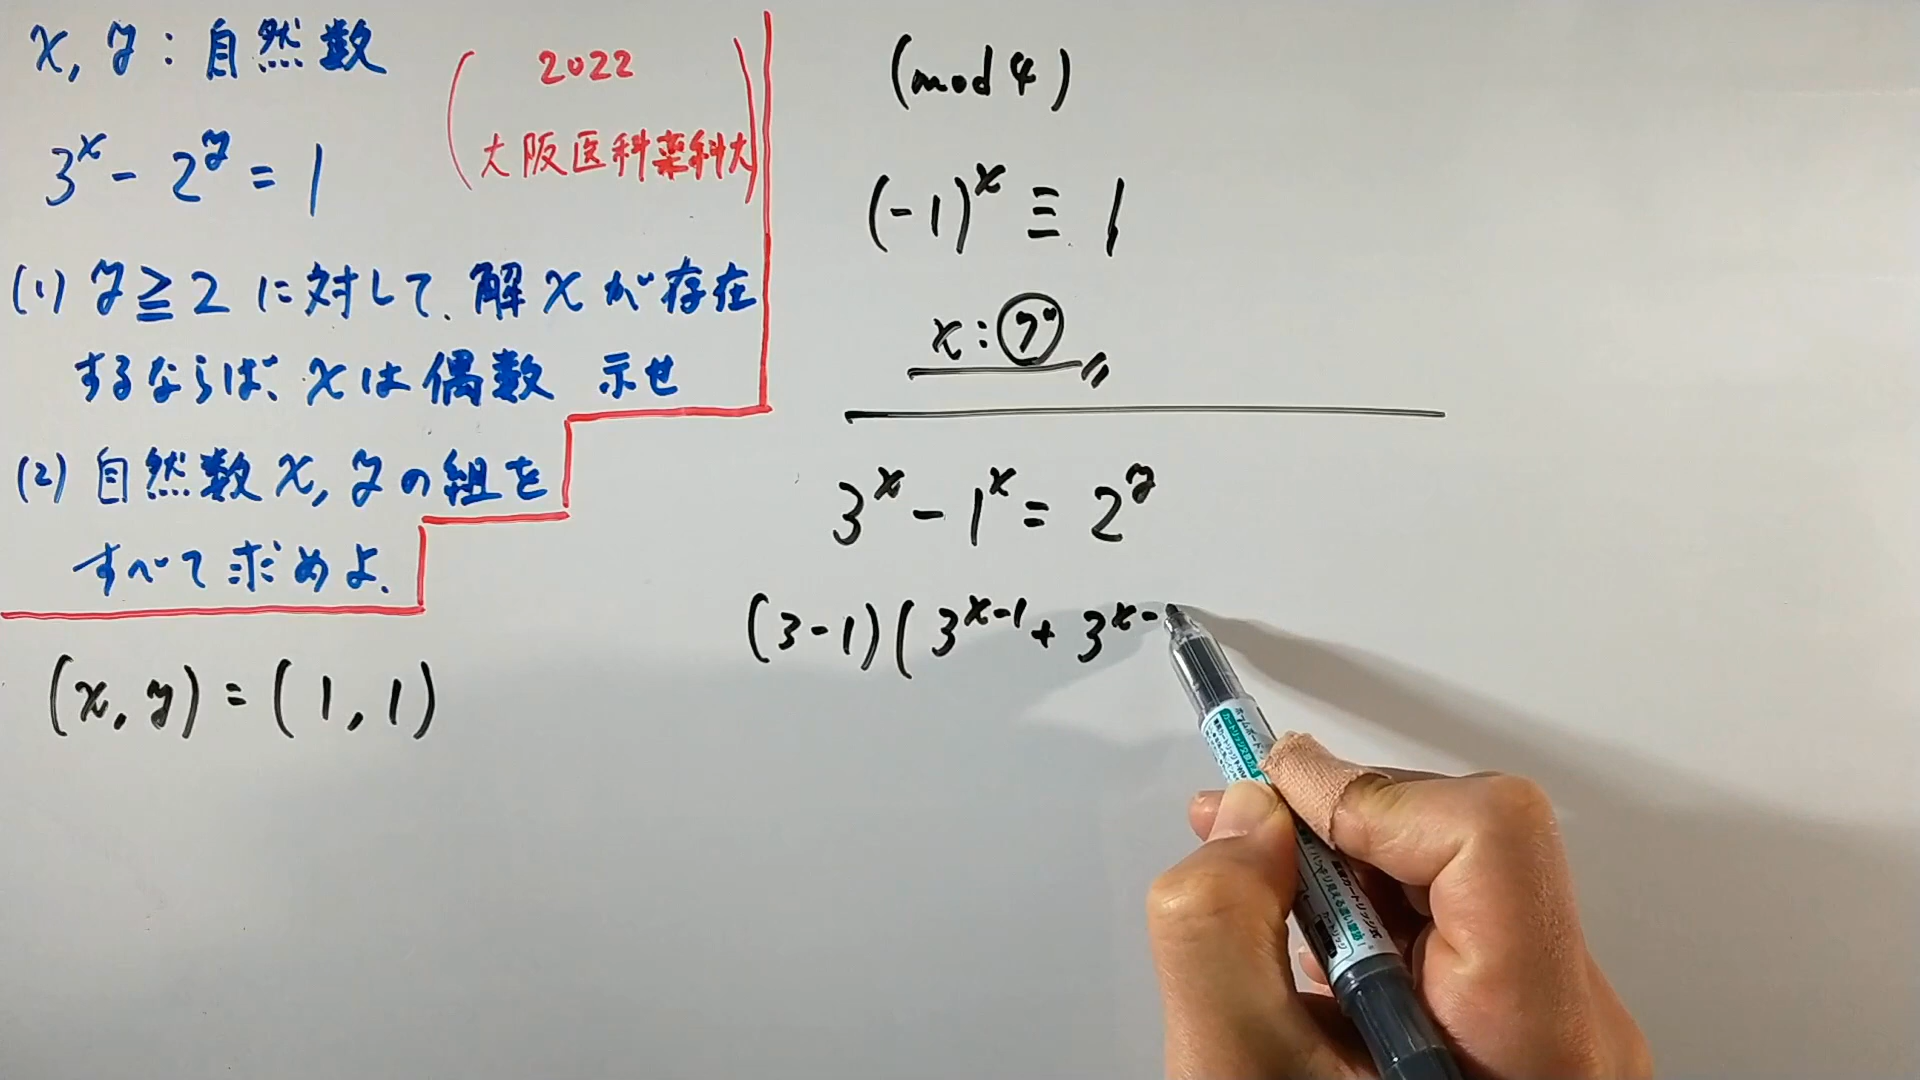 x, y : 自然数
3^x - 2^y = 1
(2022
大阪医科薬科大)
(1) y ≧ 2 に対して、解 x が存在
するならば、xは偶数 示せ
(2) 自然数 x, y の組を
すべて求めよ.
(x, y) = (1, 1)
(mod 4)
(-1)^x ≡ 1
x : グ
3^x - 1^x = 2^y
(3-1)(3^{x-1} + 3^{x-